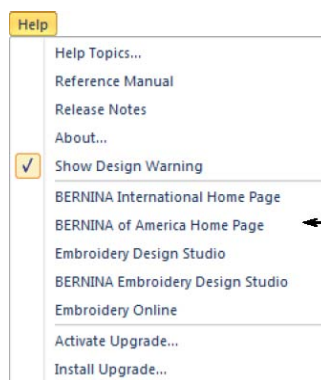 Help
Help Topics...
Reference Manual
Release Notes
About...
Show Design Warning
BERNINA International Home Page
BERNINA of America Home Page
Embroidery Design Studio
BERNINA Embroidery Design Studio
Embroidery Online
Activate Upgrade...
Install Upgrade...